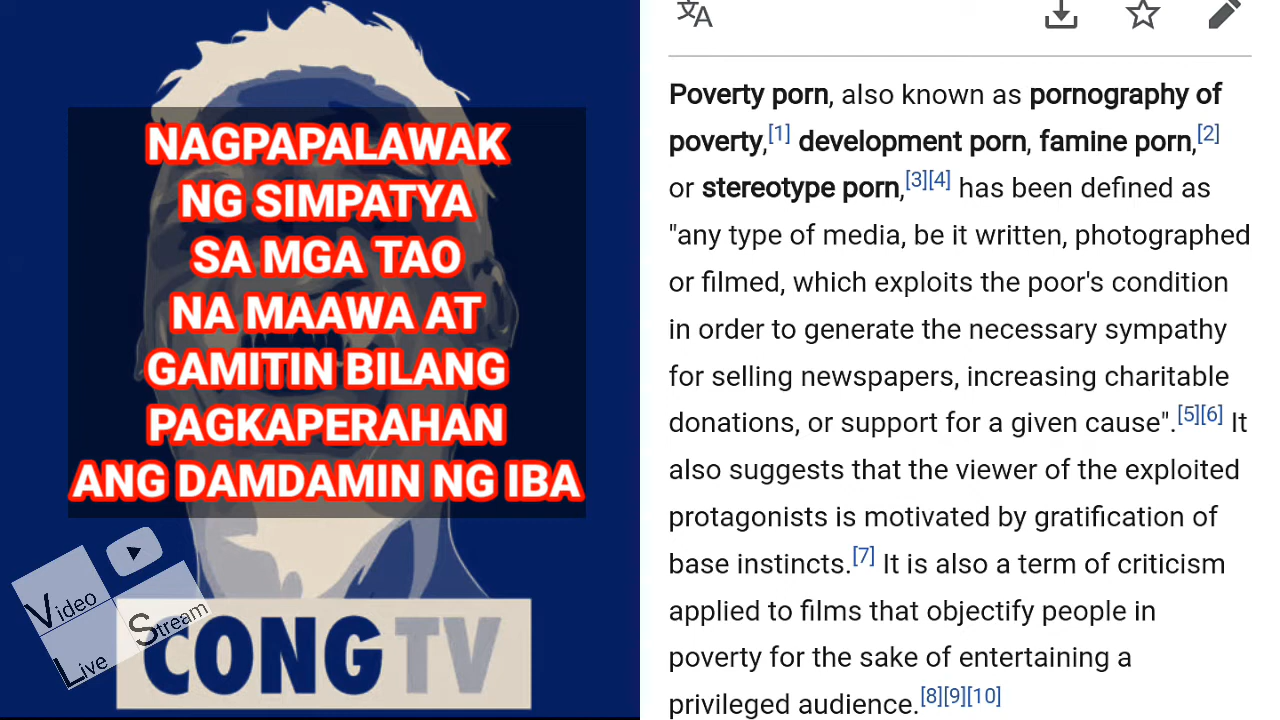 NAGPAPALAWAK
NG SIMPATYA
SA MGA TAO
NA MAAWA AT
GAMITIN BILANG
PAGKAPERAHAN
ANG DAMDAMIN NG IBA
Video
Live
Stream
CONG TV
文A
Poverty porn, also known as pornography of
poverty,[1] development porn, famine porn,[2]
or stereotype porn,[3][4] has been defined as
"any type of media, be it written, photographed
or filmed, which exploits the poor's condition
in order to generate the necessary sympathy
for selling newspapers, increasing charitable
donations, or support for a given cause".[5][6] It
also suggests that the viewer of the exploited
protagonists is motivated by gratification of
base instincts.[7] It is also a term of criticism
applied to films that objectify people in
poverty for the sake of entertaining a
privileged audience.[8][9][10]